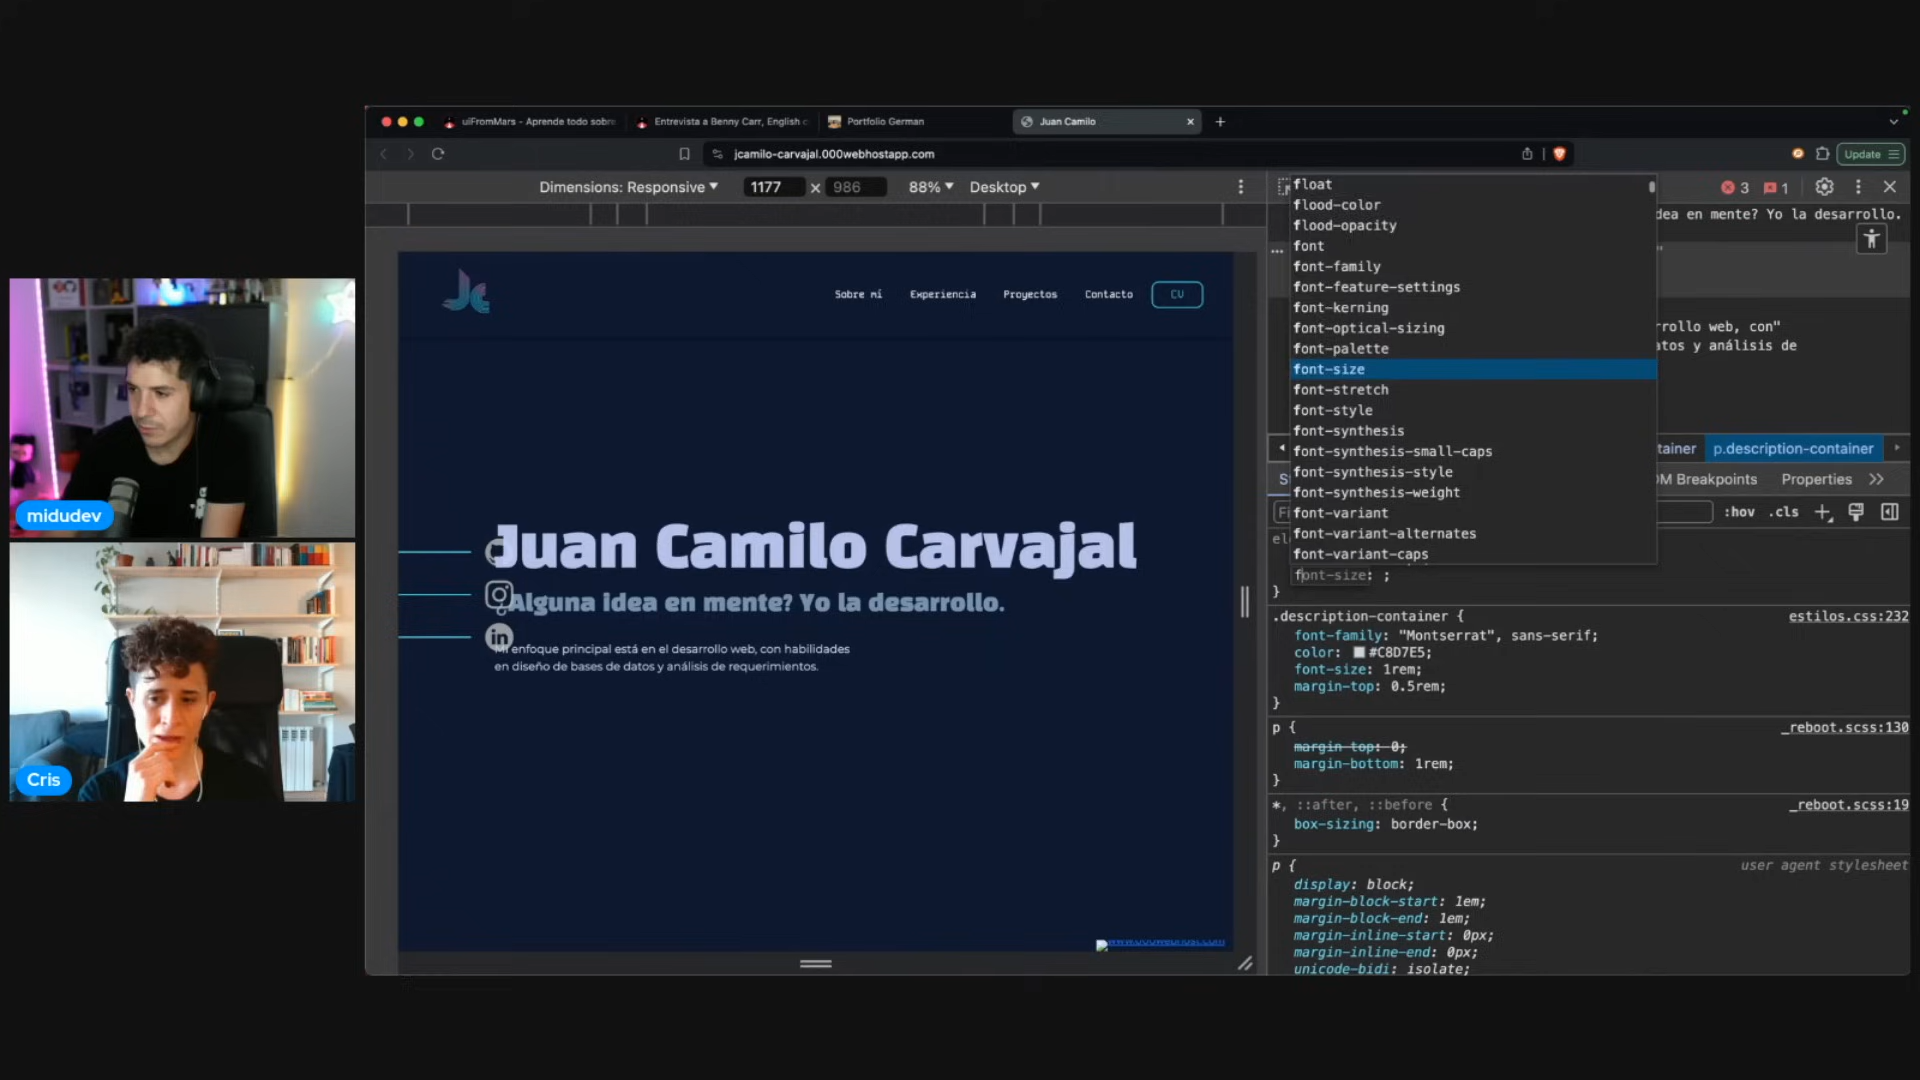 uiFromMars - Aprende todo sobre
Entrevista a Benny Carr, English c
Portfolio German
Juan Camilo
jcamilo-carvajal.000webhostapp.com
Update
Dimensions: Responsive
1177
x
986
88%
Desktop
3
1
Sobre mí
Experiencia
Proyectos
Contacto
CV
Juan Camilo Carvajal
Alguna idea en mente? Yo la desarrollo.
Mi enfoque principal está en el desarrollo web, con habilidades
en diseño de bases de datos y análisis de requerimientos.
www.000webhost.com
midudev
Cris
float
flood-color
flood-opacity
font
font-family
font-feature-settings
font-kerning
font-optical-sizing
font-palette
font-size
font-stretch
font-style
font-synthesis
font-synthesis-small-caps
font-synthesis-style
font-synthesis-weight
font-variant
font-variant-alternates
font-variant-caps
dea en mente? Yo la desarrollo.
rrollo web, con"
atos y análisis de
tainer
p.description-container
OM Breakpoints
Properties
:hov
.cls
font-size: ;
}
.description-container {
estilos.css:232
font-family: "Montserrat", sans-serif;
color: #C8D7E5;
font-size: 1rem;
margin-top: 0.5rem;
}
p {
_reboot.scss:130
margin-top: 0;
margin-bottom: 1rem;
}
*, ::after, ::before {
_reboot.scss:19
box-sizing: border-box;
}
p {
user agent stylesheet
display: block;
margin-block-start: 1em;
margin-block-end: 1em;
margin-inline-start: 0px;
margin-inline-end: 0px;
unicode-bidi: isolate;